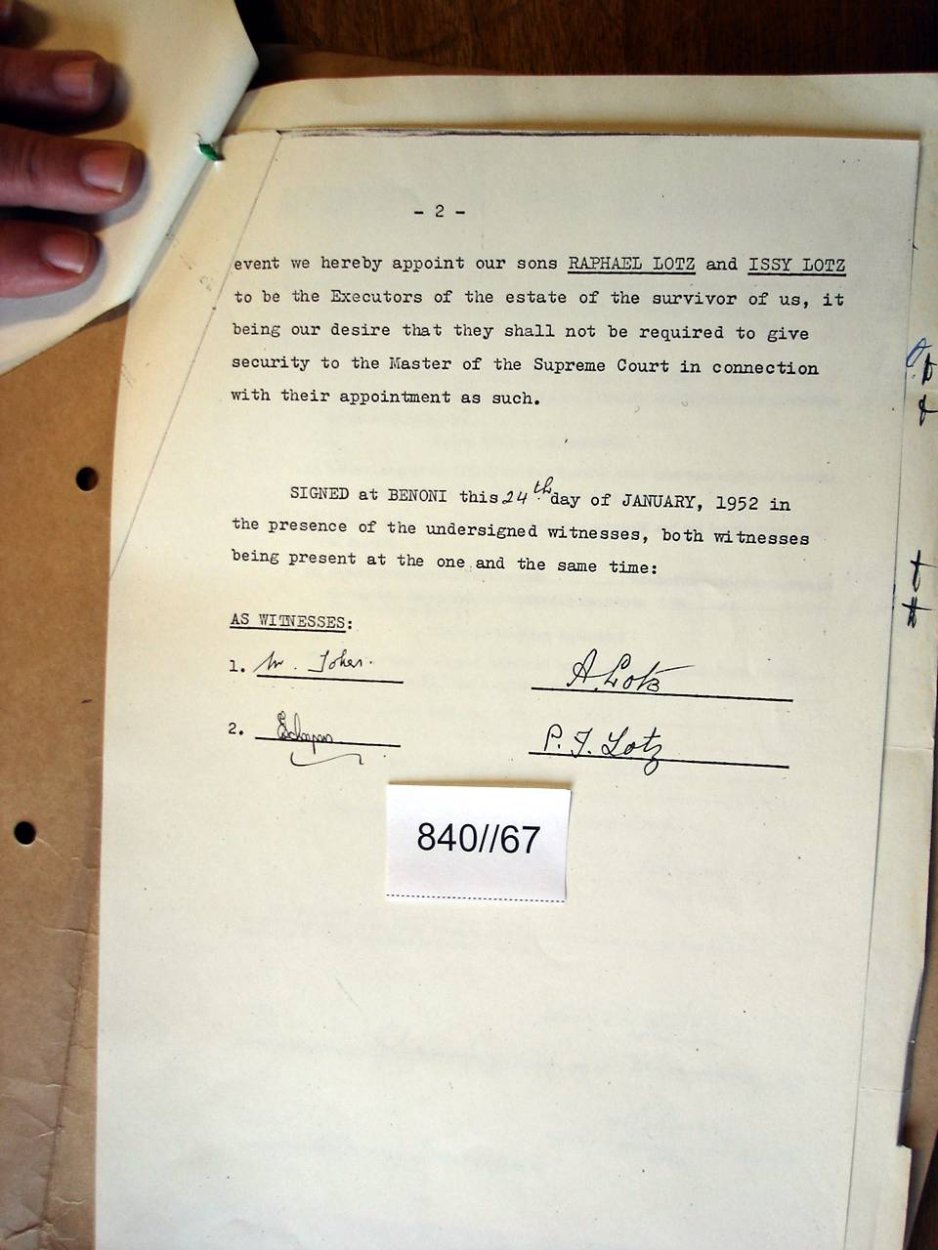 - 2 -
event we hereby appoint our sons RAPHAEL LOTZ and ISSY LOTZ
to be the Executors of the estate of the survivor of us, it
being our desire that they shall not be required to give
security to the Master of the Supreme Court in connection
with their appointment as such.
SIGNED at BENONI this 24th day of JANUARY, 1952 in
the presence of the undersigned witnesses, both witnesses
being present at the one and the same time:
AS WITNESSES:
1.
A. Lotz
2.
P. J. Lotz
840//67